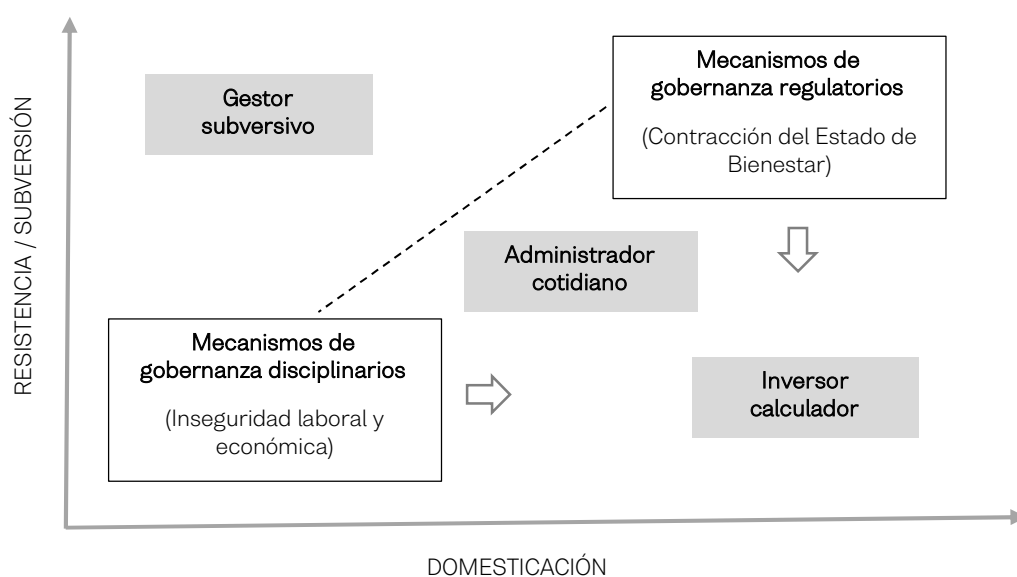 RESISTENCIA / SUBVERSIÓN
Gestor
subversivo
Mecanismos de
gobernanza regulatorios
(Contracción del Estado de
Bienestar)
Administrador
cotidiano
Mecanismos de
gobernanza disciplinarios
(Inseguridad laboral y
económica)
Inversor
calculador
DOMESTICACIÓN